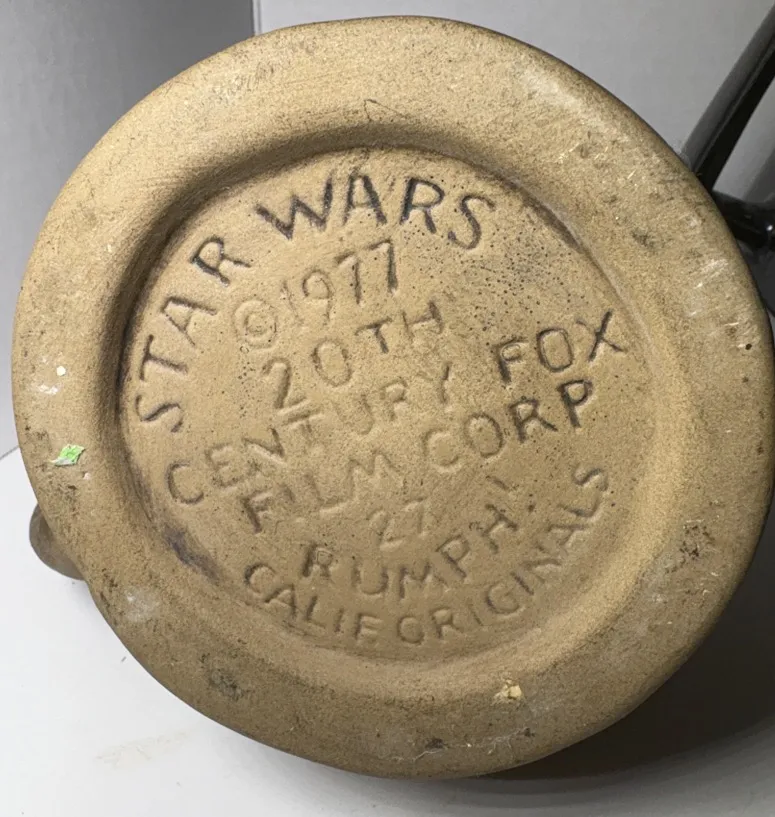 STAR WARS
©1977
20TH
CENTURY FOX
FILM CORP
27
RUMPH
CALIF ORIGINALS